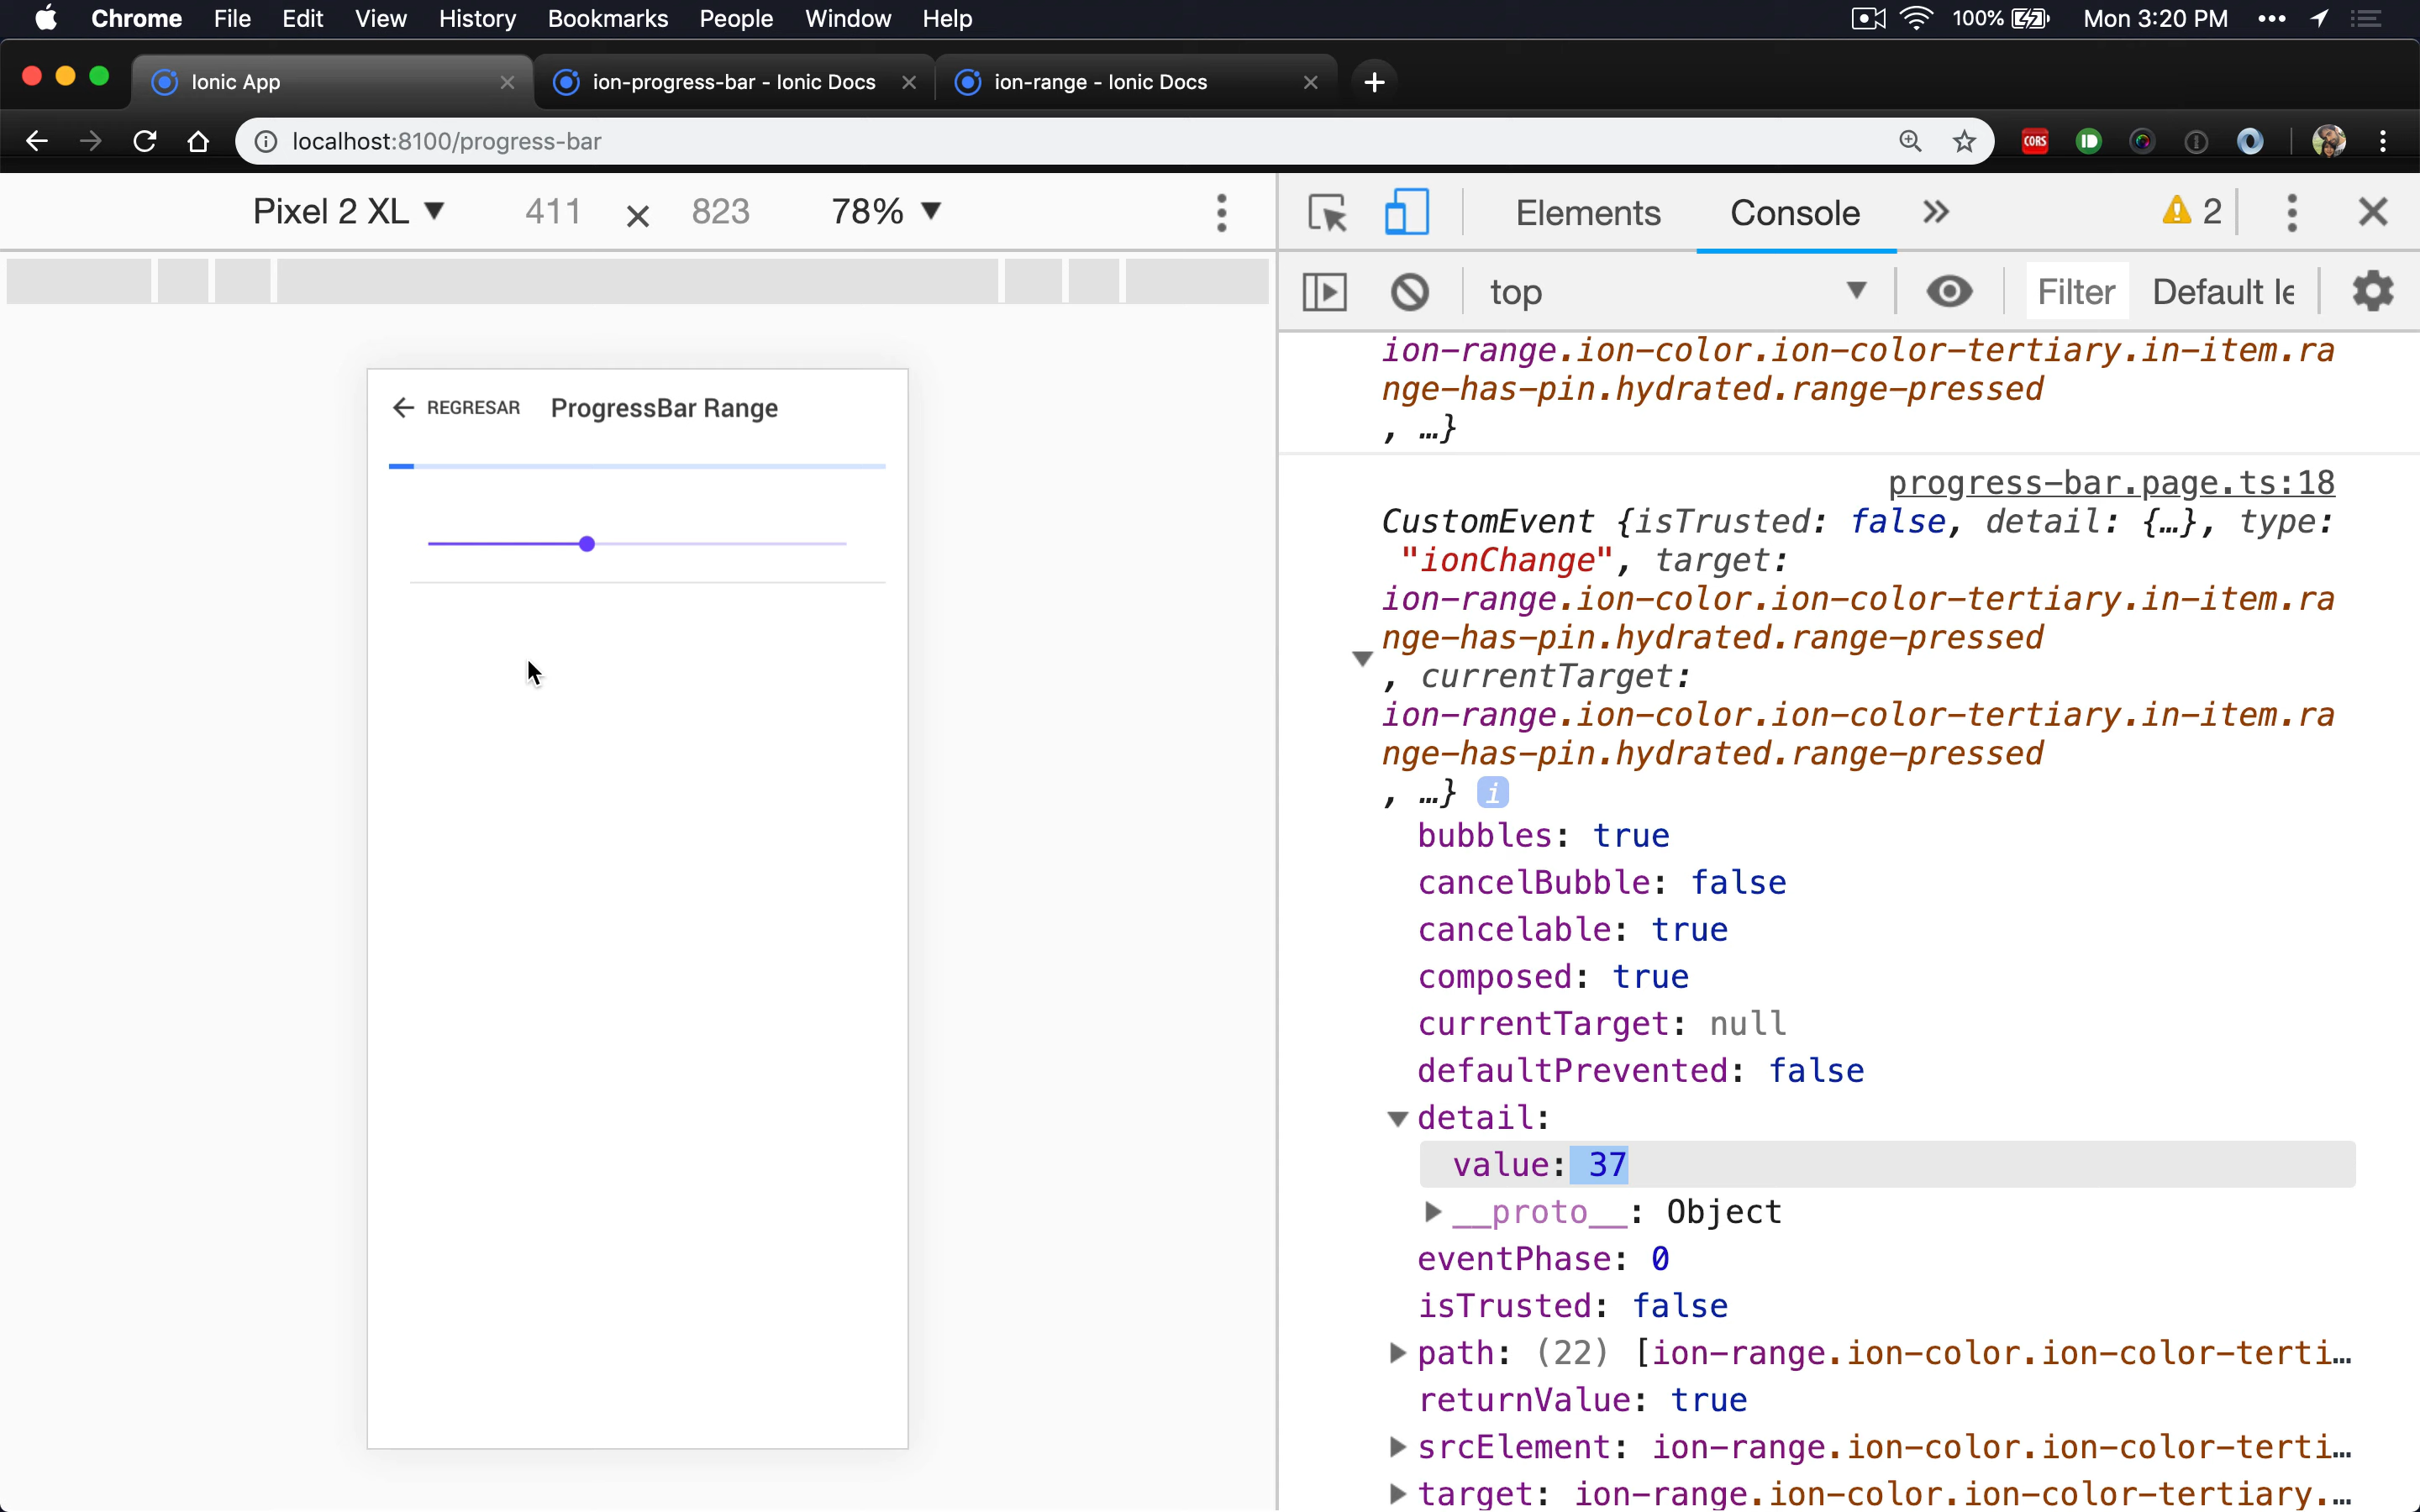 Chrome File Edit View History Bookmarks People Window Help 100% Mon 3:20 PM
Ionic App ion-progress-bar - Ionic Docs ion-range - Ionic Docs
localhost:8100/progress-bar CORS
Pixel 2 XL 411 × 823 78% Elements Console 2
top Filter Default le
REGRESAR ProgressBar Range
ion-range.ion-color.ion-color-tertiary.in-item.ra
nge-has-pin.hydrated.range-pressed
, …}
progress-bar.page.ts:18
CustomEvent {isTrusted: false, detail: {…}, type:
"ionChange", target:
ion-range.ion-color.ion-color-tertiary.in-item.ra
nge-has-pin.hydrated.range-pressed
, currentTarget:
ion-range.ion-color.ion-color-tertiary.in-item.ra
nge-has-pin.hydrated.range-pressed
, …} i
bubbles: true
cancelBubble: false
cancelable: true
composed: true
currentTarget: null
defaultPrevented: false
detail:
value: 37
__proto__: Object
eventPhase: 0
isTrusted: false
path: (22) [ion-range.ion-color.ion-color-terti…
returnValue: true
srcElement: ion-range.ion-color.ion-color-terti…
target: ion-range.ion-color.ion-color-tertiary.…